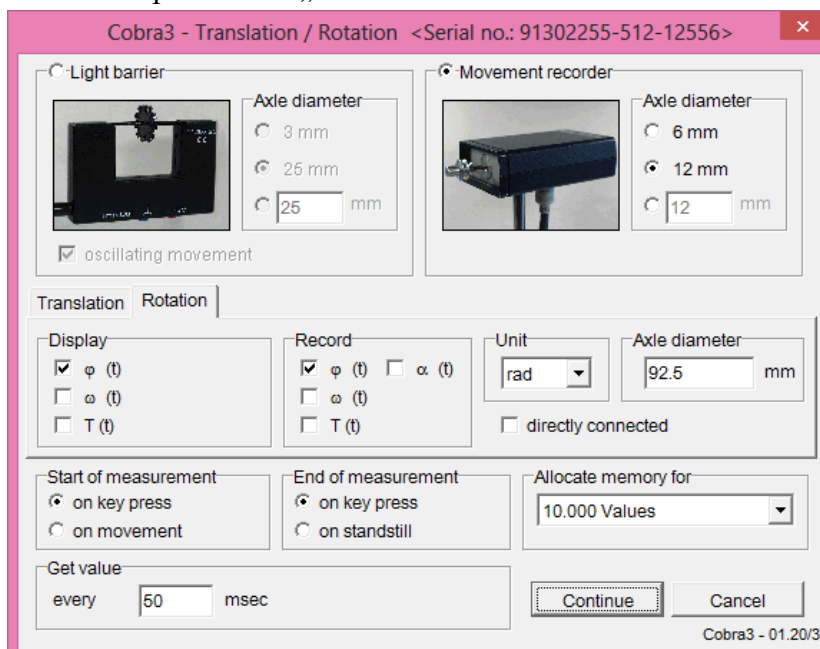 Cobra3 - Translation / Rotation <Serial no.: 91302255-512-12556>
Light barrier
Axle diameter
3 mm
25 mm
25 mm
oscillating movement
Movement recorder
Axle diameter
6 mm
12 mm
12 mm
Translation Rotation
Display
φ (t)
ω (t)
T (t)
Record
φ (t) α (t)
ω (t)
T (t)
Unit
rad
Axle diameter
92.5 mm
directly connected
Start of measurement
on key press
on movement
End of measurement
on key press
on standstill
Allocate memory for
10.000 Values
Get value
every 50 msec
Continue Cancel
Cobra3 - 01.20/3